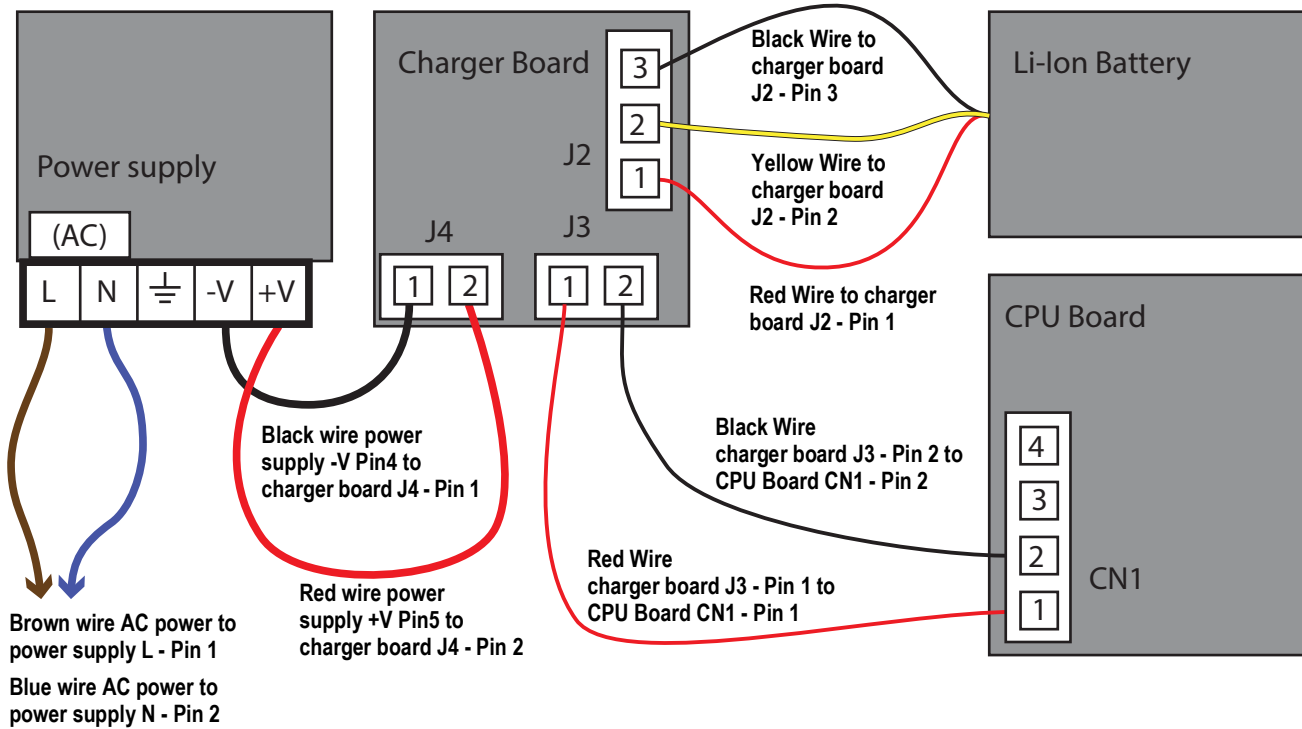 Power supply
(AC)
L N -V +V
Charger Board
3
2
1
J2
J4
J3
1 2
1 2
Black Wire to
charger board
J2 - Pin 3
Yellow Wire to
charger board
J2 - Pin 2
Red Wire to charger
board J2 - Pin 1
Li-Ion Battery
CPU Board
4
3
2
1
CN1
Black wire power
supply -V Pin4 to
charger board J4 - Pin 1
Red wire power
supply +V Pin5 to
charger board J4 - Pin 2
Black Wire
charger board J3 - Pin 2 to
CPU Board CN1 - Pin 2
Red Wire
charger board J3 - Pin 1 to
CPU Board CN1 - Pin 1
Brown wire AC power to
power supply L - Pin 1
Blue wire AC power to
power supply N - Pin 2